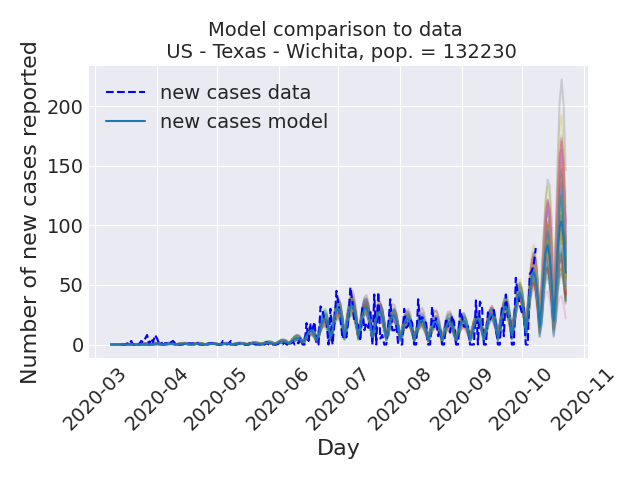 Model comparison to data
US - Texas - Wichita, pop. = 132230
Number of new cases reported
new cases data
new cases model
200
150
100
50
0
2020-03
2020-04
2020-05
2020-06
2020-07
2020-08
2020-09
2020-10
2020-11
Day